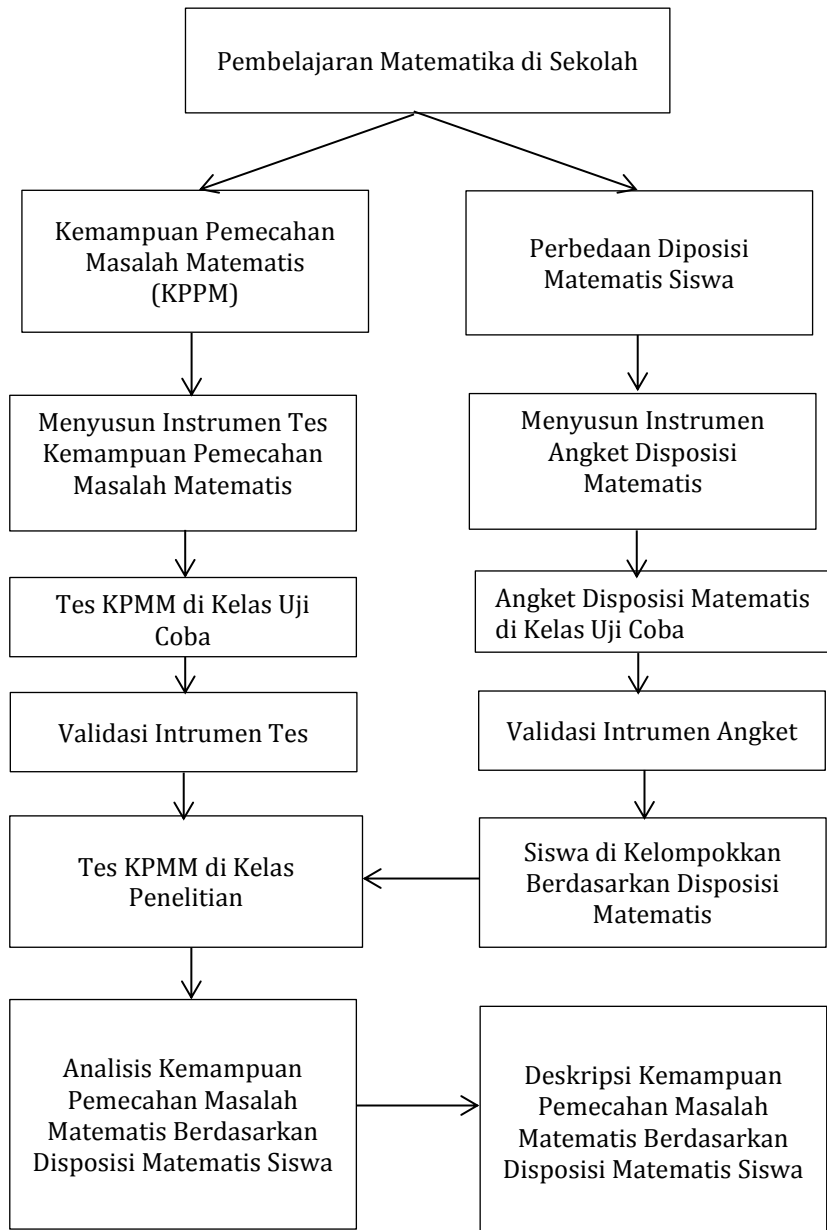 Pembelajaran Matematika di Sekolah
Kemampuan Pemecahan
Masalah Matematis
(KPPM)
Perbedaan Diposisi
Matematis Siswa
Menyusun Instrumen Tes
Kemampuan Pemecahan
Masalah Matematis
Menyusun Instrumen
Angket Disposisi
Matematis
Tes KPMM di Kelas Uji
Coba
Angket Disposisi Matematis
di Kelas Uji Coba
Validasi Intrumen Tes
Validasi Intrumen Angket
Tes KPMM di Kelas
Penelitian
Siswa di Kelompokkan
Berdasarkan Disposisi
Matematis
Analisis Kemampuan
Pemecahan Masalah
Matematis Berdasarkan
Disposisi Matematis Siswa
Deskripsi Kemampuan
Pemecahan Masalah
Matematis Berdasarkan
Disposisi Matematis Siswa